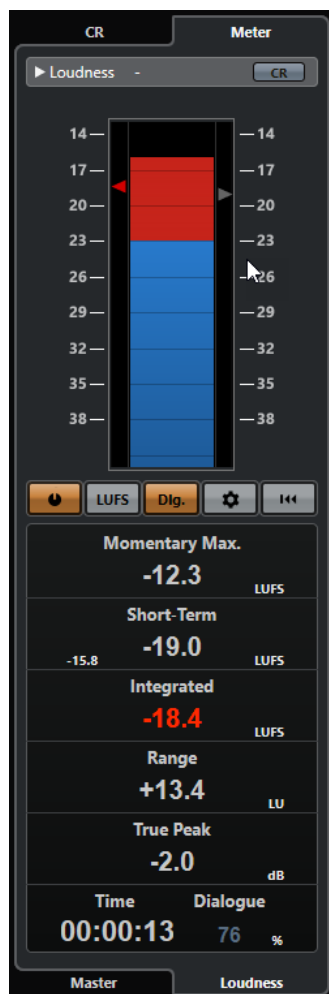 CR Meter
Loudness - CR
14 14
17 17
20 20
23 23
26 26
29 29
32 32
35 35
38 38
LUFS Dlg.
Momentary Max.
-12.3 LUFS
Short-Term
-15.8 -19.0 LUFS
Integrated
-18.4 LUFS
Range
+13.4 LU
True Peak
-2.0 dB
Time Dialogue
00:00:13 76 %
Master Loudness